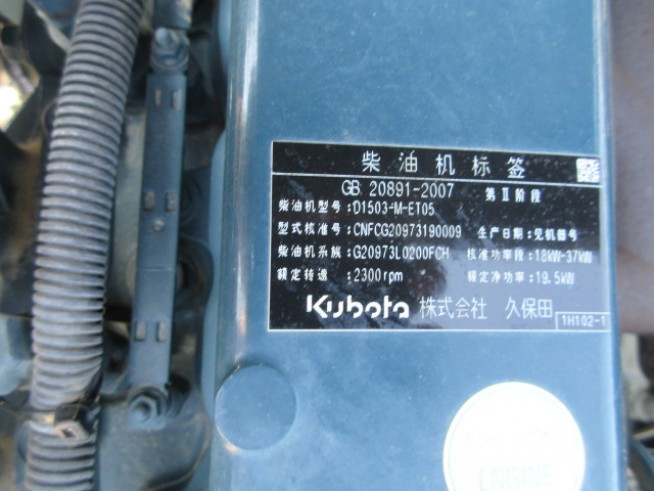 柴油机标签
GB 20891-2007 第Ⅱ阶段
柴油机型号:D1503-M-ET05
型式核准号:CNFCG20973190009 生产日期:见机器号
柴油机系族:G20973L0200FCH 核准功率段:18kW-37kW
额定转速:2300rpm 额定净功率:19.5kW
Kubota 株式会社 久保田
1H102-1
ENGINE